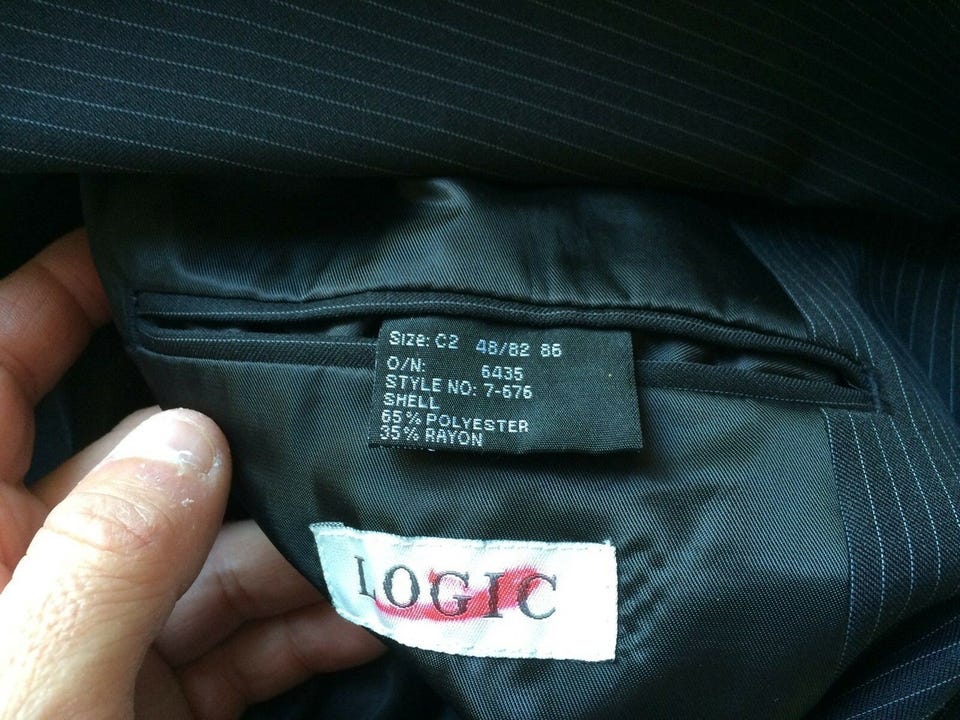 Size: C2 48/82 86
O/N: 6435
STYLE NO: 7-676
SHELL
65% POLYESTER
35% RAYON
LOGIC